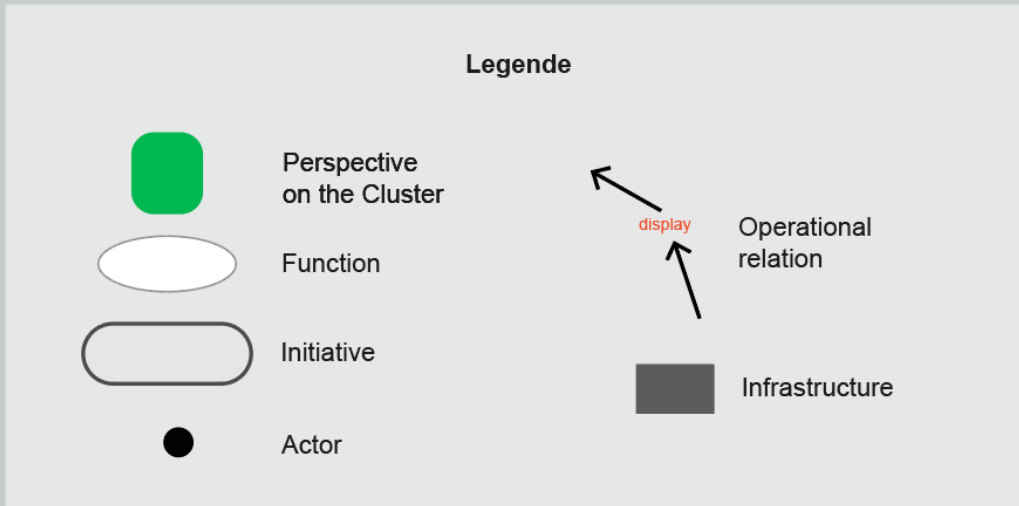 Legende
Perspective
on the Cluster
Function
Initiative
Actor
display
Operational
relation
Infrastructure